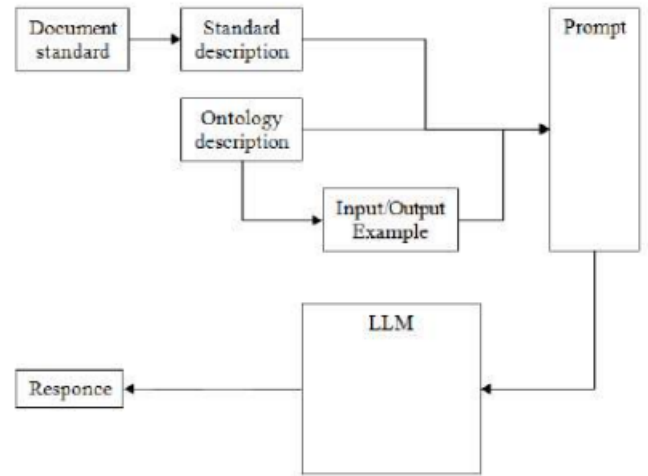 Document
standard
Standard
description
Prompt
Ontology
description
Input/Output
Example
LLM
Responce